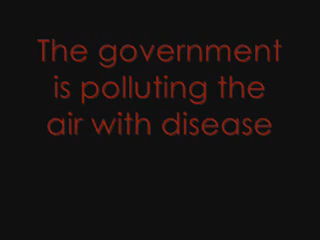 The government
is polluting the
air with disease